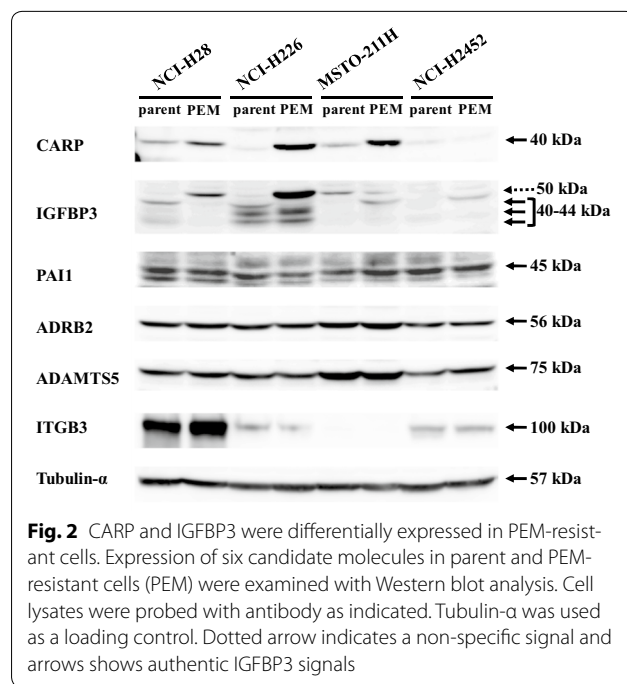 NCI-H28 NCI-H226 MSTO-211H NCI-H2452
parent PEM parent PEM parent PEM parent PEM
CARP 40 kDa
50 kDa
IGFBP3 40-44 kDa
PAI1 45 kDa
ADRB2 56 kDa
ADAMTS5 75 kDa
ITGB3 100 kDa
Tubulin-α 57 kDa
Fig. 2 CARP and IGFBP3 were differentially expressed in PEM-resist-
ant cells. Expression of six candidate molecules in parent and PEM-
resistant cells (PEM) were examined with Western blot analysis. Cell
lysates were probed with antibody as indicated. Tubulin-α was used
as a loading control. Dotted arrow indicates a non-specific signal and
arrows shows authentic IGFBP3 signals